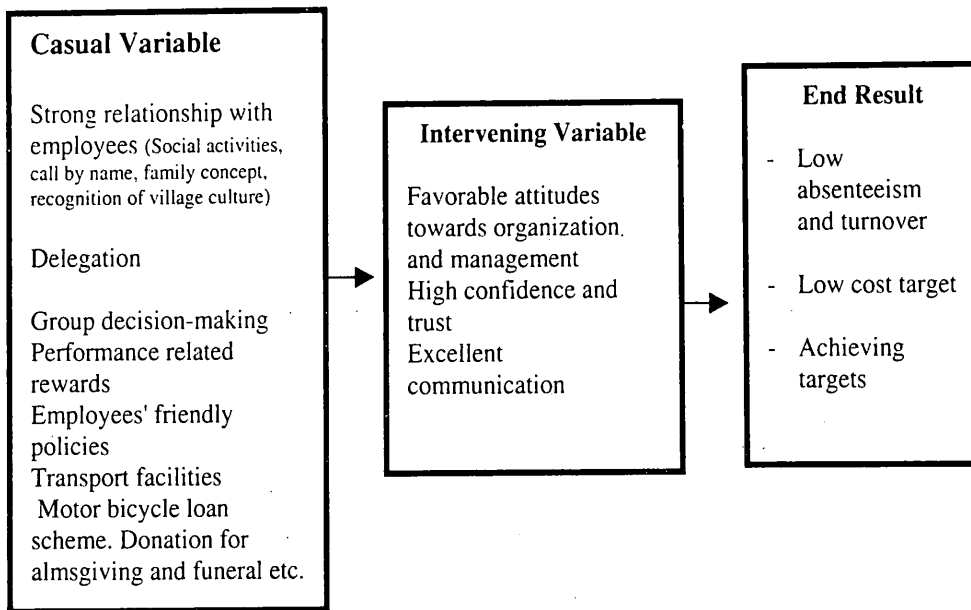 Casual Variable
Strong relationship with
employees (Social activities,
call by name, family concept,
recognition of village culture)
Delegation
Group decision-making
Performance related
rewards
Employees' friendly
policies
Transport facilities
Motor bicycle loan
scheme. Donation for
almsgiving and funeral etc.
Intervening Variable
Favorable attitudes
towards organization.
and management
High confidence and
trust
Excellent
communication
End Result
- Low
absenteeism
and turnover
- Low cost target
- Achieving
targets